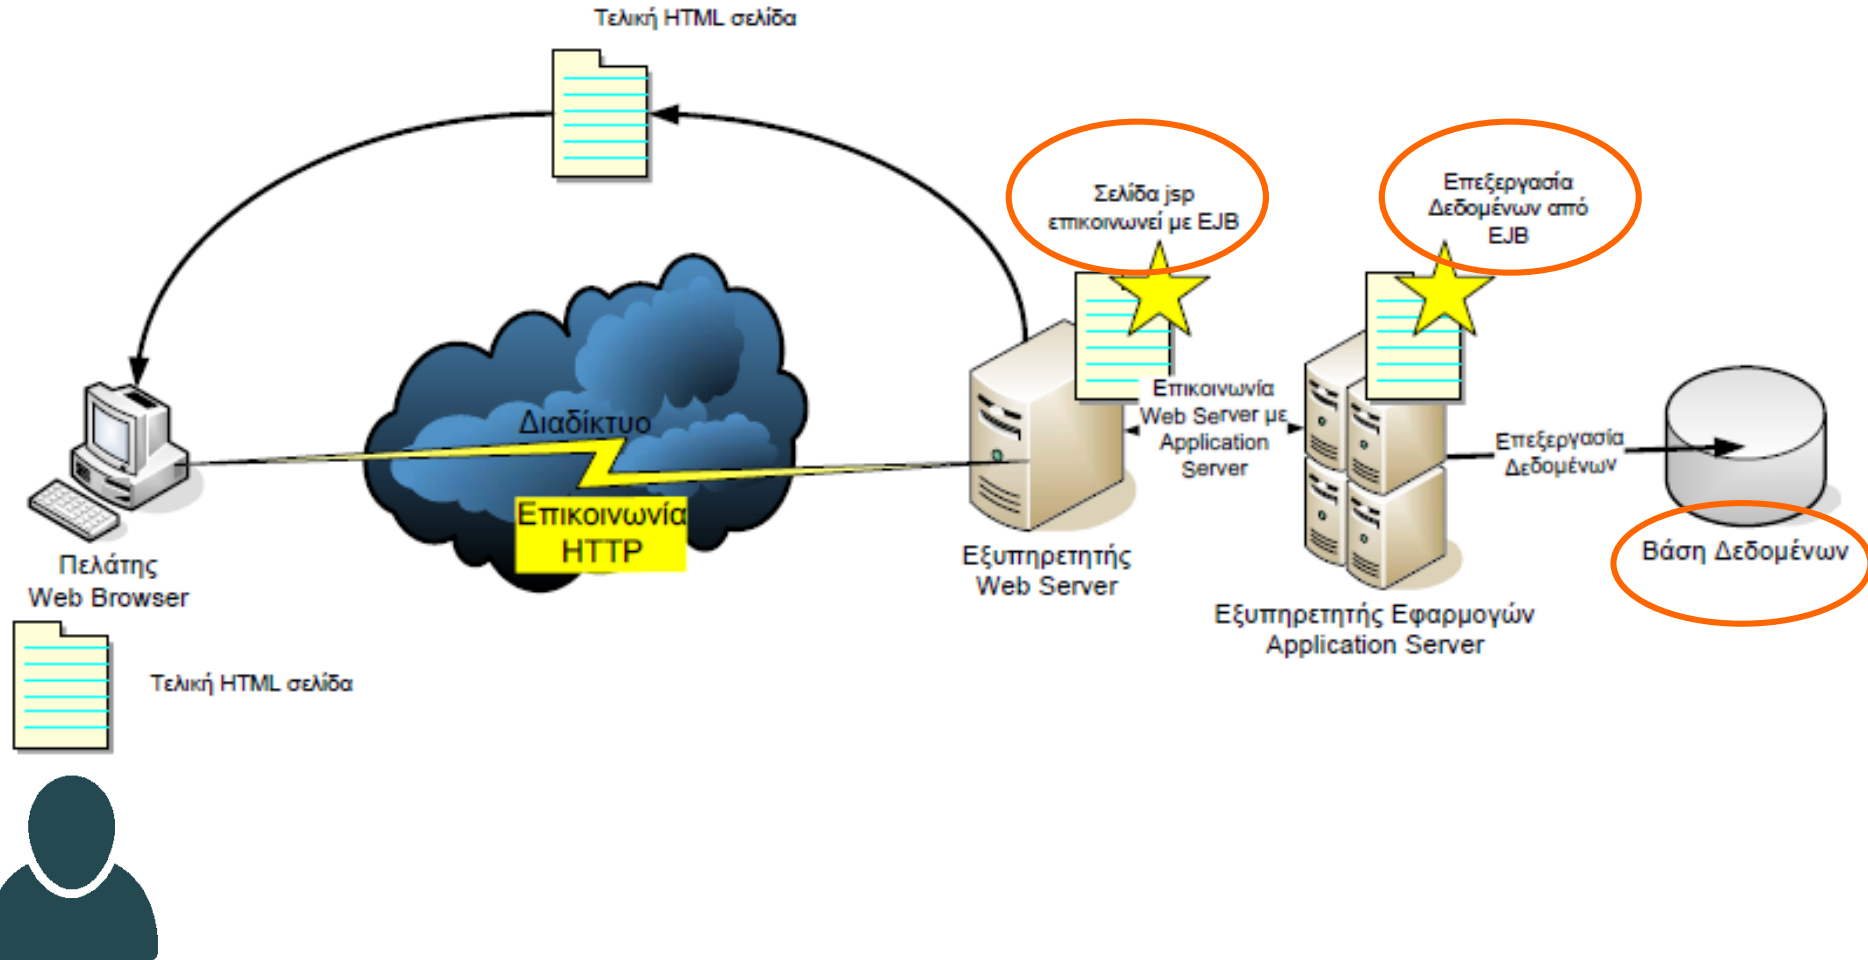 Τελική HTML σελίδα
Σελίδα jsp
επικοινωνεί με EJB
Επεξεργασία
Δεδομένων από
EJB
Διαδίκτυο
Επικοινωνία
HTTP
Επικοινωνία
Web Server με
Application
Server
Επεξεργασία
Δεδομένων
Πελάτης
Web Browser
Εξυπηρετητής
Web Server
Εξυπηρετητής Εφαρμογών
Application Server
Βάση Δεδομένων
Τελική HTML σελίδα